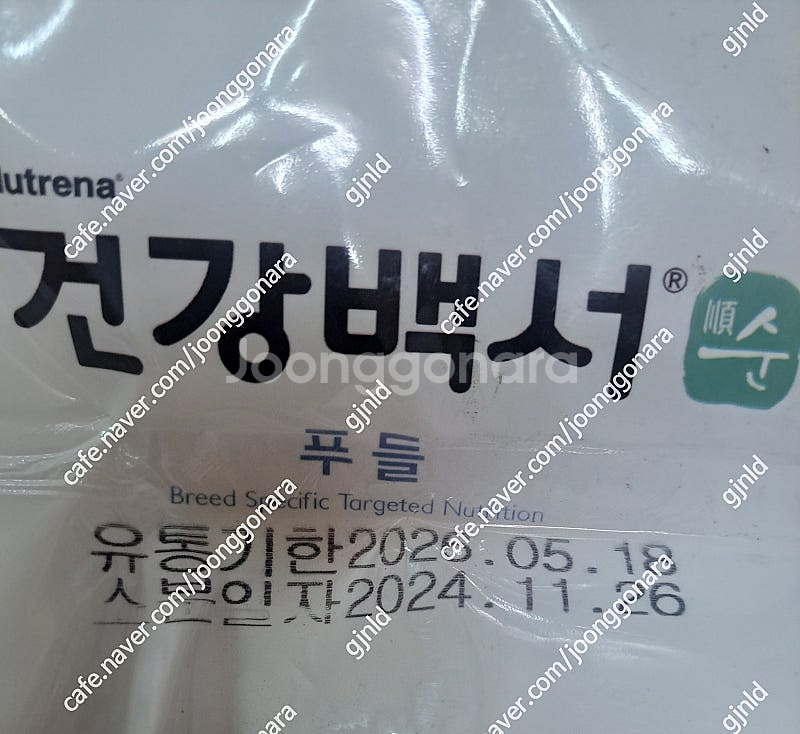 utrena®
건강백서®
順 순
푸들
Breed Specific Targeted Nutrition
유통기한2026.05.18
소분일자2024.11.26
Joonggonara
cafe.naver.com/joonggonara
gjnld